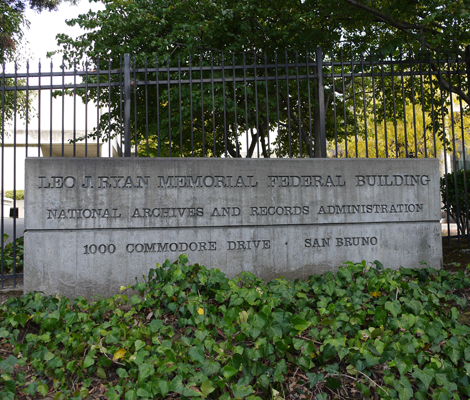 LEO J. RYAN MEMORIAL FEDERAL BUILDING
NATIONAL ARCHIVES AND RECORDS ADMINISTRATION
1000 COMMODORE DRIVE · SAN BRUNO